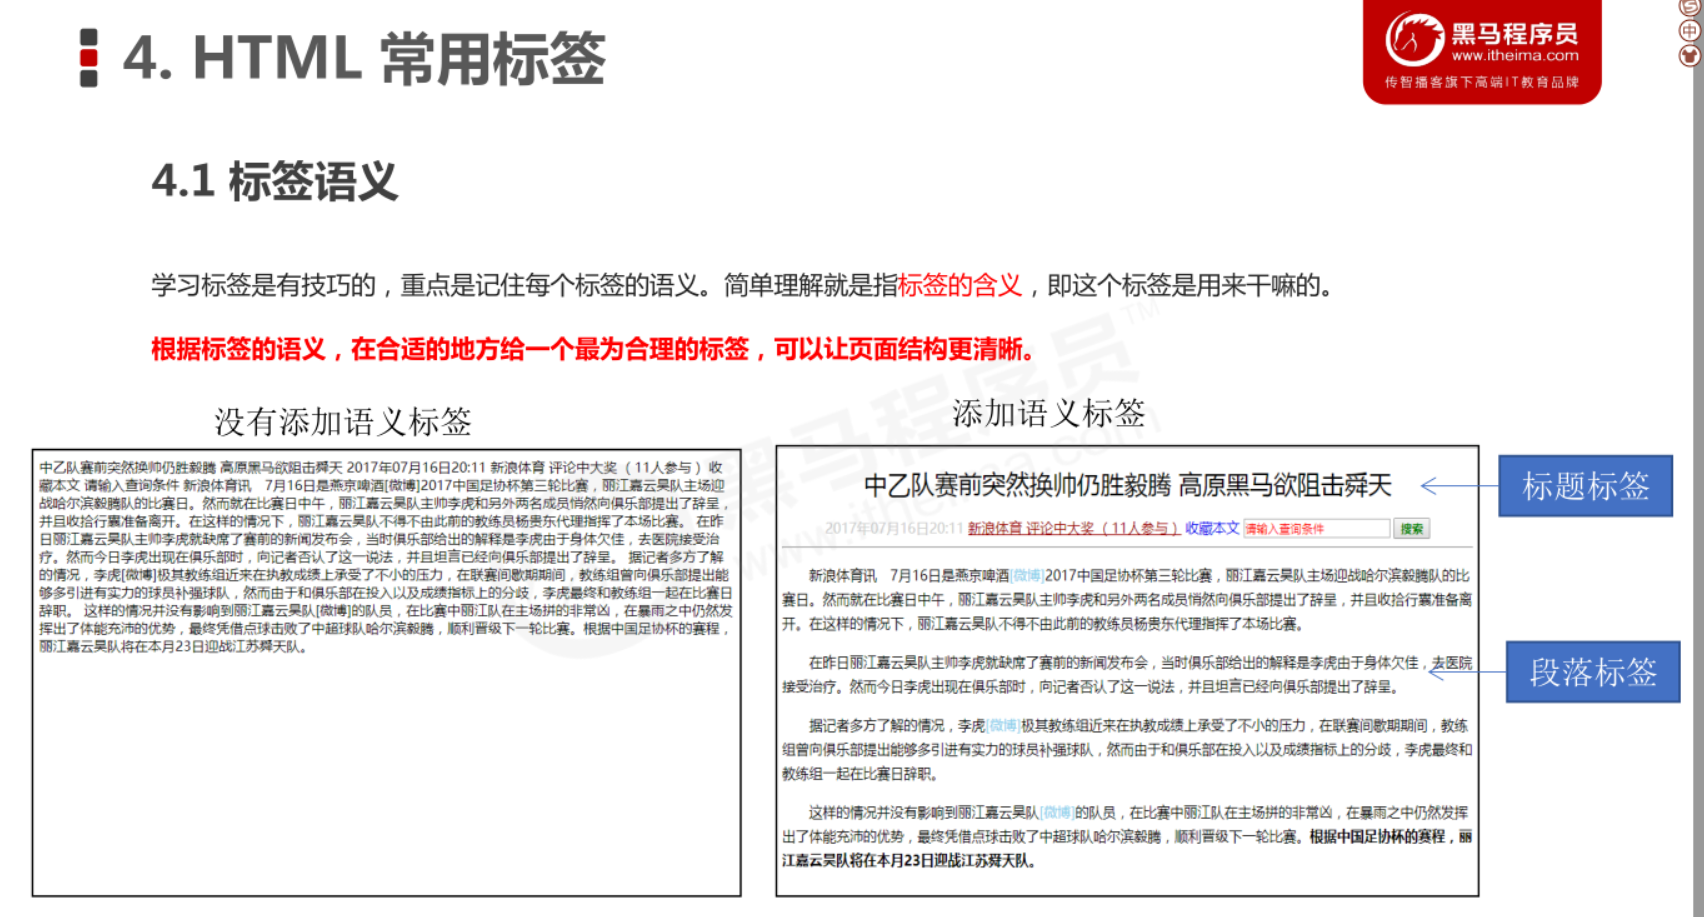 4. HTML 常用标签
黑马程序员
www.itheima.com
传智播客旗下高端IT教育品牌
中
4.1 标签语义
学习标签是有技巧的，重点是记住每个标签的语义。简单理解就是指标签的含义，即这个标签是用来干嘛的。
根据标签的语义，在合适的地方给一个最为合理的标签，可以让页面结构更清晰。
没有添加语义标签
中乙队赛前突然换帅仍胜毅腾 高原黑马欲阻击舜天 2017年07月16日20:11 新浪体育 评论中大奖（11人参与） 收
藏本文 请输入查询条件 新浪体育讯　7月16日是燕京啤酒[微博]2017中国足协杯第三轮比赛，丽江嘉云昊队主场迎
战哈尔滨毅腾队的比赛日。然而就在比赛日中午，丽江嘉云昊队主帅李虎和另外两名成员悄然向俱乐部提出了辞呈，
并且收拾行囊准备离开。在这样的情况下，丽江嘉云昊队不得不由此前的教练员杨贵东代理指挥了本场比赛。 在昨
日丽江嘉云昊队主帅李虎就缺席了赛前的新闻发布会，当时俱乐部给出的解释是李虎由于身体欠佳，去医院接受治
疗。然而今日李虎出现在俱乐部时，向记者否认了这一说法，并且坦言已经向俱乐部提出了辞呈。 据记者多方了解
的情况，李虎[微博]极其教练组近来在执教成绩上承受了不小的压力，在联赛间歇期期间，教练组曾向俱乐部提出能
够多引进有实力的球员补强球队，然而由于和俱乐部在投入以及成绩指标上的分歧，李虎最终和教练组一起在比赛日
辞职。 这样的情况并没有影响到丽江嘉云昊队[微博]的队员，在比赛中丽江队在主场拼的非常凶，在暴雨之中仍然发
挥出了体能充沛的优势，最终凭借点球击败了中超球队哈尔滨毅腾，顺利晋级下一轮比赛。根据中国足协杯的赛程，
丽江嘉云昊队将在本月23日迎战江苏舜天队。
添加语义标签
中乙队赛前突然换帅仍胜毅腾 高原黑马欲阻击舜天
2017年07月16日20:11 新浪体育 评论中大奖（11人参与） 收藏本文 请输入查询条件 搜索
新浪体育讯　7月16日是燕京啤酒[微博]2017中国足协杯第三轮比赛，丽江嘉云昊队主场迎战哈尔滨毅腾队的比
赛日。然而就在比赛日中午，丽江嘉云昊队主帅李虎和另外两名成员悄然向俱乐部提出了辞呈，并且收拾行囊准备离
开。在这样的情况下，丽江嘉云昊队不得不由此前的教练员杨贵东代理指挥了本场比赛。
在昨日丽江嘉云昊队主帅李虎就缺席了赛前的新闻发布会，当时俱乐部给出的解释是李虎由于身体欠佳，去医院
接受治疗。然而今日李虎出现在俱乐部时，向记者否认了这一说法，并且坦言已经向俱乐部提出了辞呈。
据记者多方了解的情况，李虎[微博]极其教练组近来在执教成绩上承受了不小的压力，在联赛间歇期期间，教练
组曾向俱乐部提出能够多引进有实力的球员补强球队，然而由于和俱乐部在投入以及成绩指标上的分歧，李虎最终和
教练组一起在比赛日辞职。
这样的情况并没有影响到丽江嘉云昊队[微博]的队员，在比赛中丽江队在主场拼的非常凶，在暴雨之中仍然发挥
出了体能充沛的优势，最终凭借点球击败了中超球队哈尔滨毅腾，顺利晋级下一轮比赛。根据中国足协杯的赛程，丽
江嘉云昊队将在本月23日迎战江苏舜天队。
标题标签
段落标签
黑马程序员™
www.itheima.com